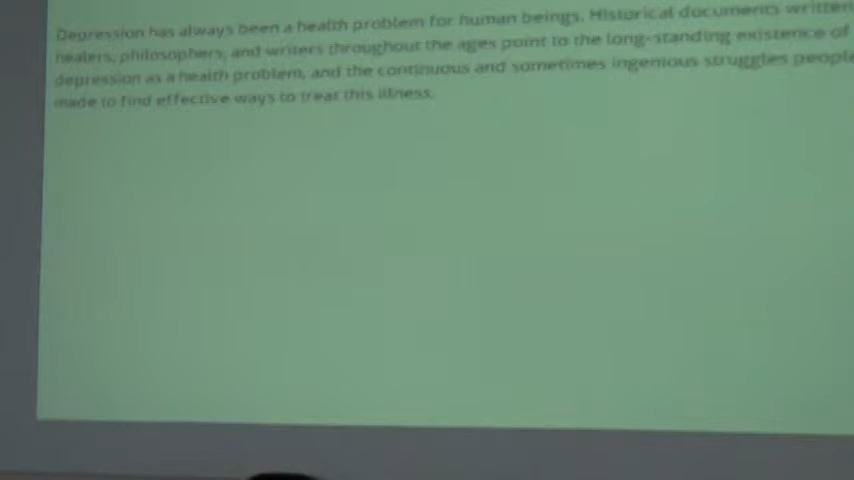 Depression has always been a health problem for human beings. Historical documents written
healers, philosophers, and writers throughout the ages point to the long-standing existence of
depression as a health problem, and the continuous and sometimes ingenious struggles people
made to find effective ways to treat this illness.